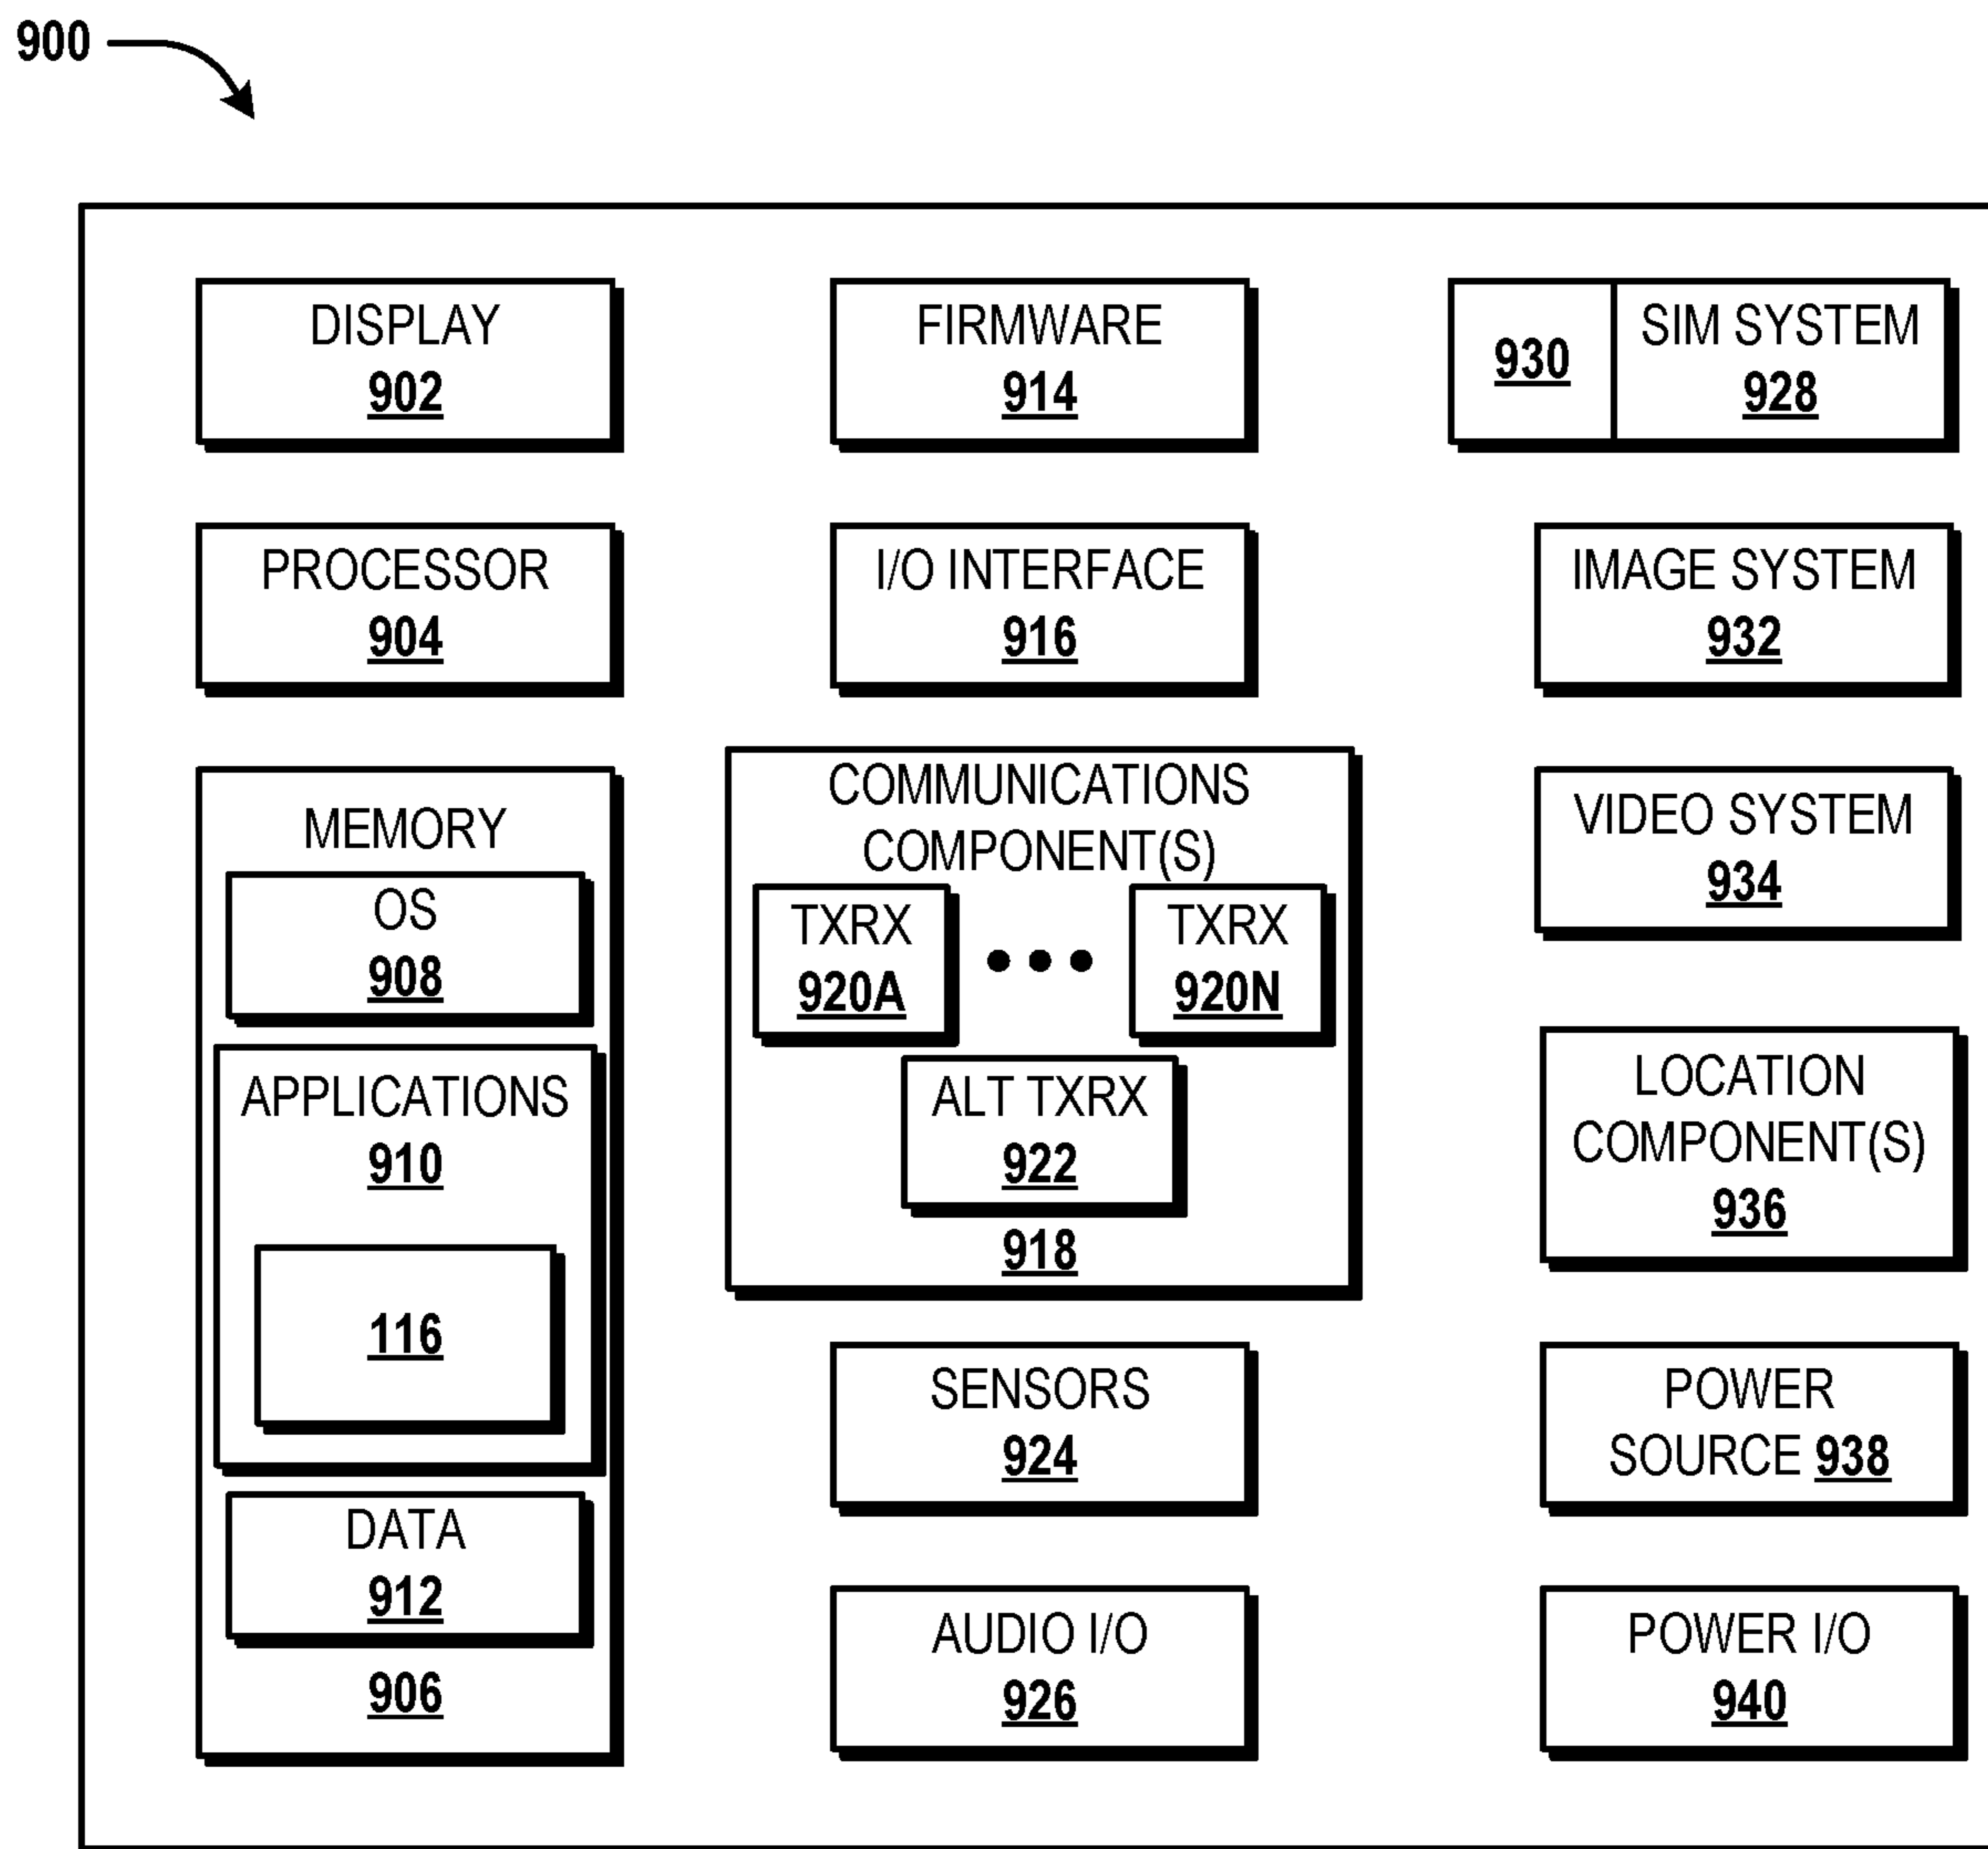 900
DISPLAY
902
PROCESSOR
904
MEMORY
OS
908
APPLICATIONS
910
116
DATA
912
906
FIRMWARE
914
I/O INTERFACE
916
COMMUNICATIONS
COMPONENT(S)
TXRX
920A
TXRX
920N
ALT TXRX
922
918
SENSORS
924
AUDIO I/O
926
930
SIM SYSTEM
928
IMAGE SYSTEM
932
VIDEO SYSTEM
934
LOCATION
COMPONENT(S)
936
POWER
SOURCE 938
POWER I/O
940